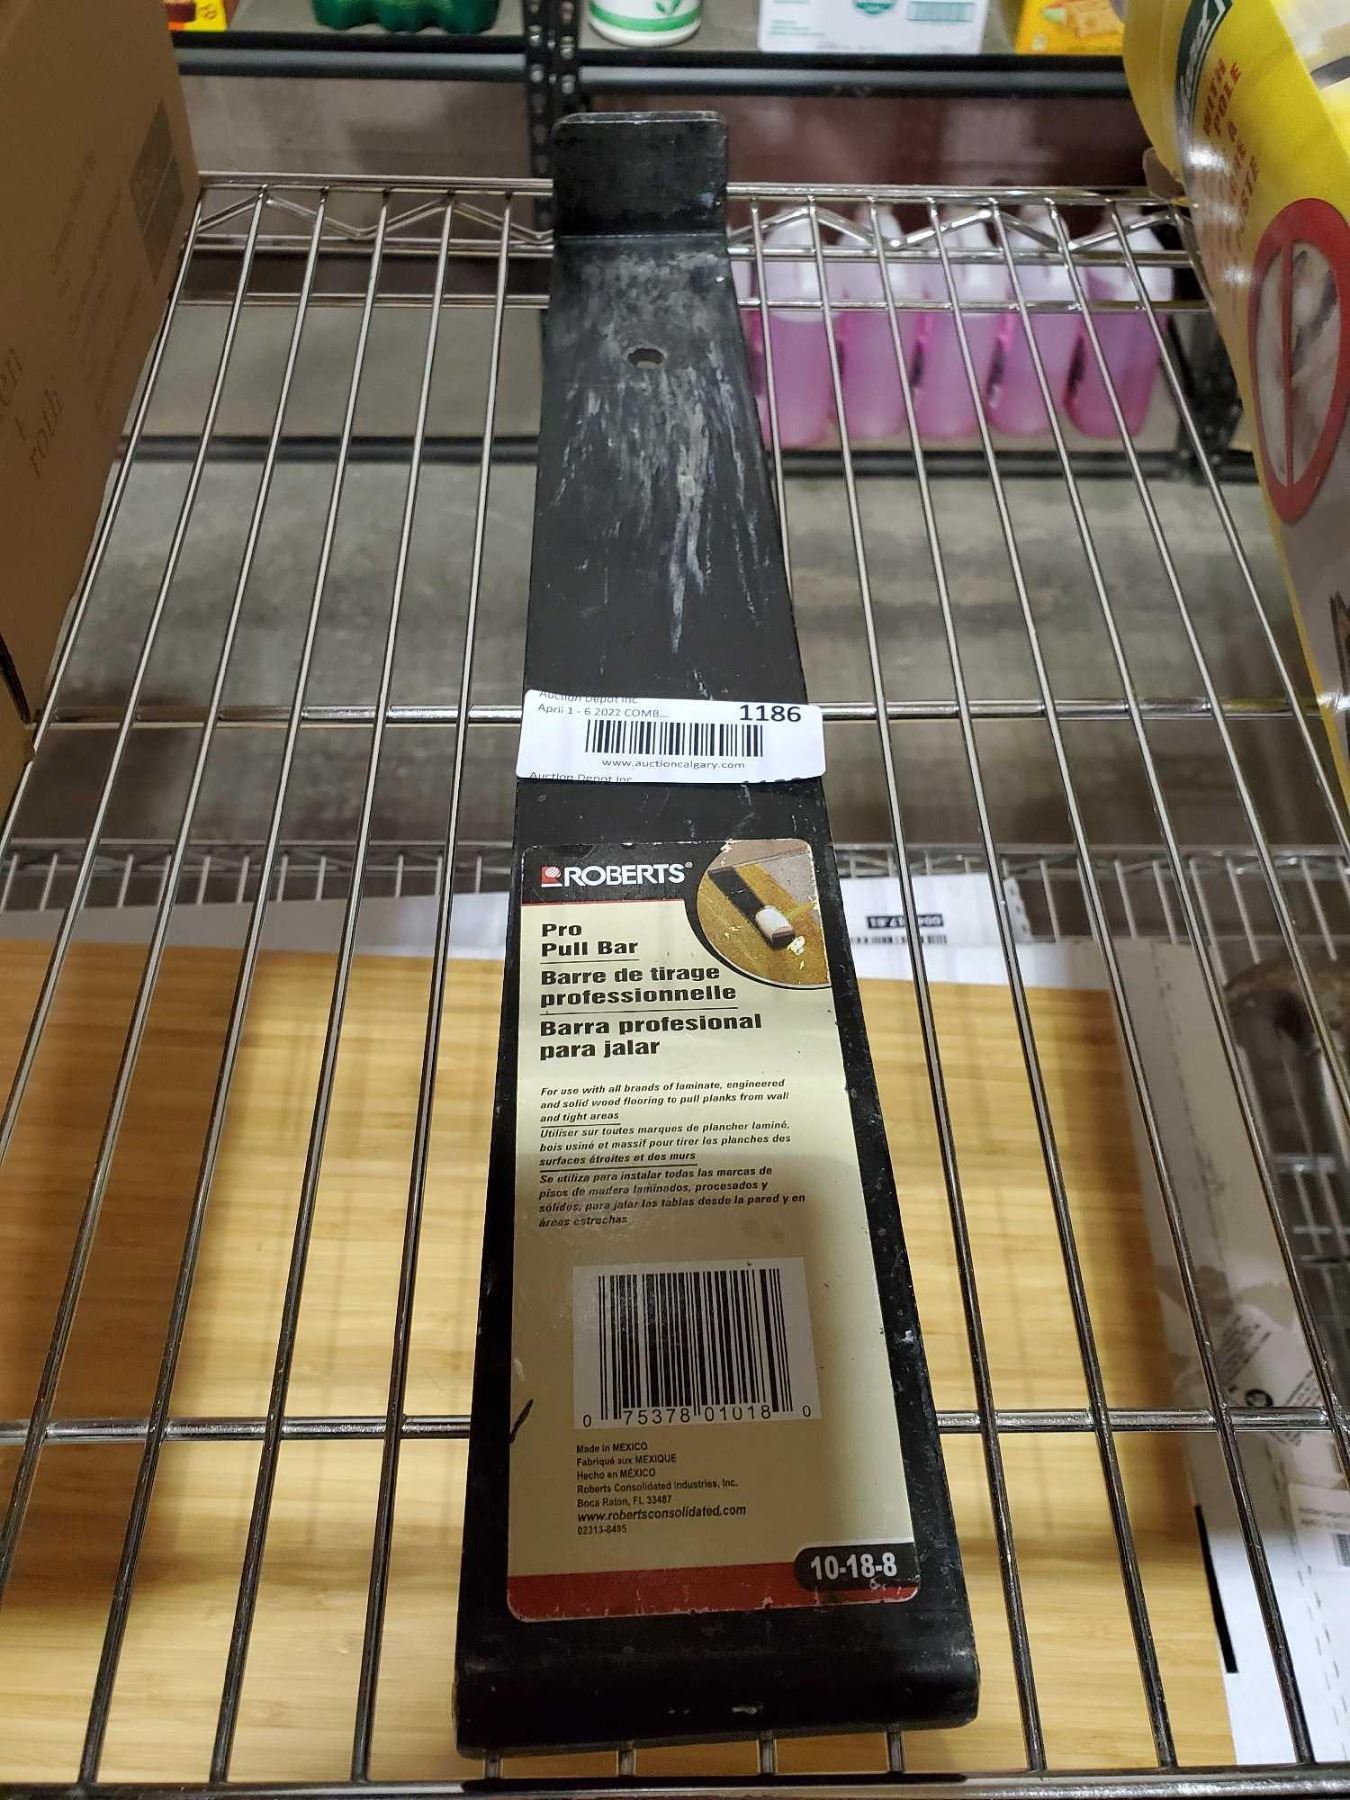 Auction Depot Inc
April 1 - 6 2022 COMB...
1186
www.auctioncalgary.com
Auction Depot Inc
ROBERTS®
Pro
Pull Bar
Barre de tirage
professionnelle
Barra profesional
para jalar
For use with all brands of laminate, engineered
and solid wood flooring to pull planks from wall
and tight areas
Utiliser sur toutes marques de plancher laminé,
bois usiné et massif pour tirer les planches des
surfaces étroites et des murs
Se utiliza para instalar todas las marcas de
pisos de madera laminados, procesados y
sólidos, para jalar las tablas desde la pared y en
áreas estrechas
0 75378 01018 0
Made in MEXICO
Fabriqué aux MEXIQUE
Hecho en MÉXICO
Roberts Consolidated Industries, Inc.
Boca Raton, FL 33487
www.robertsconsolidated.com
02313-8495
10-18-8